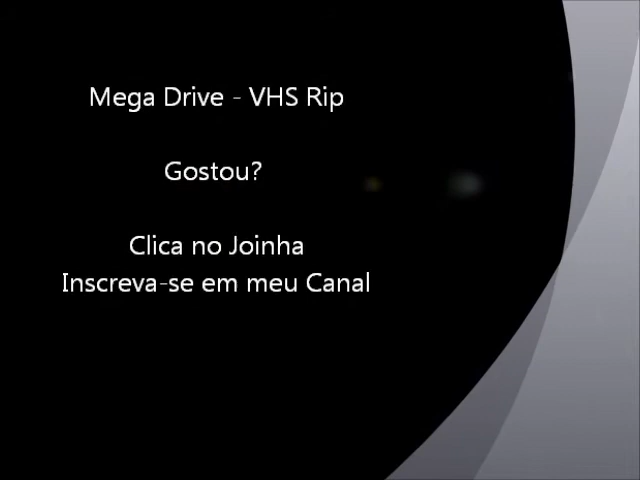 Mega Drive - VHS Rip
Gostou?
Clica no Joinha
Inscreva-se em meu Canal